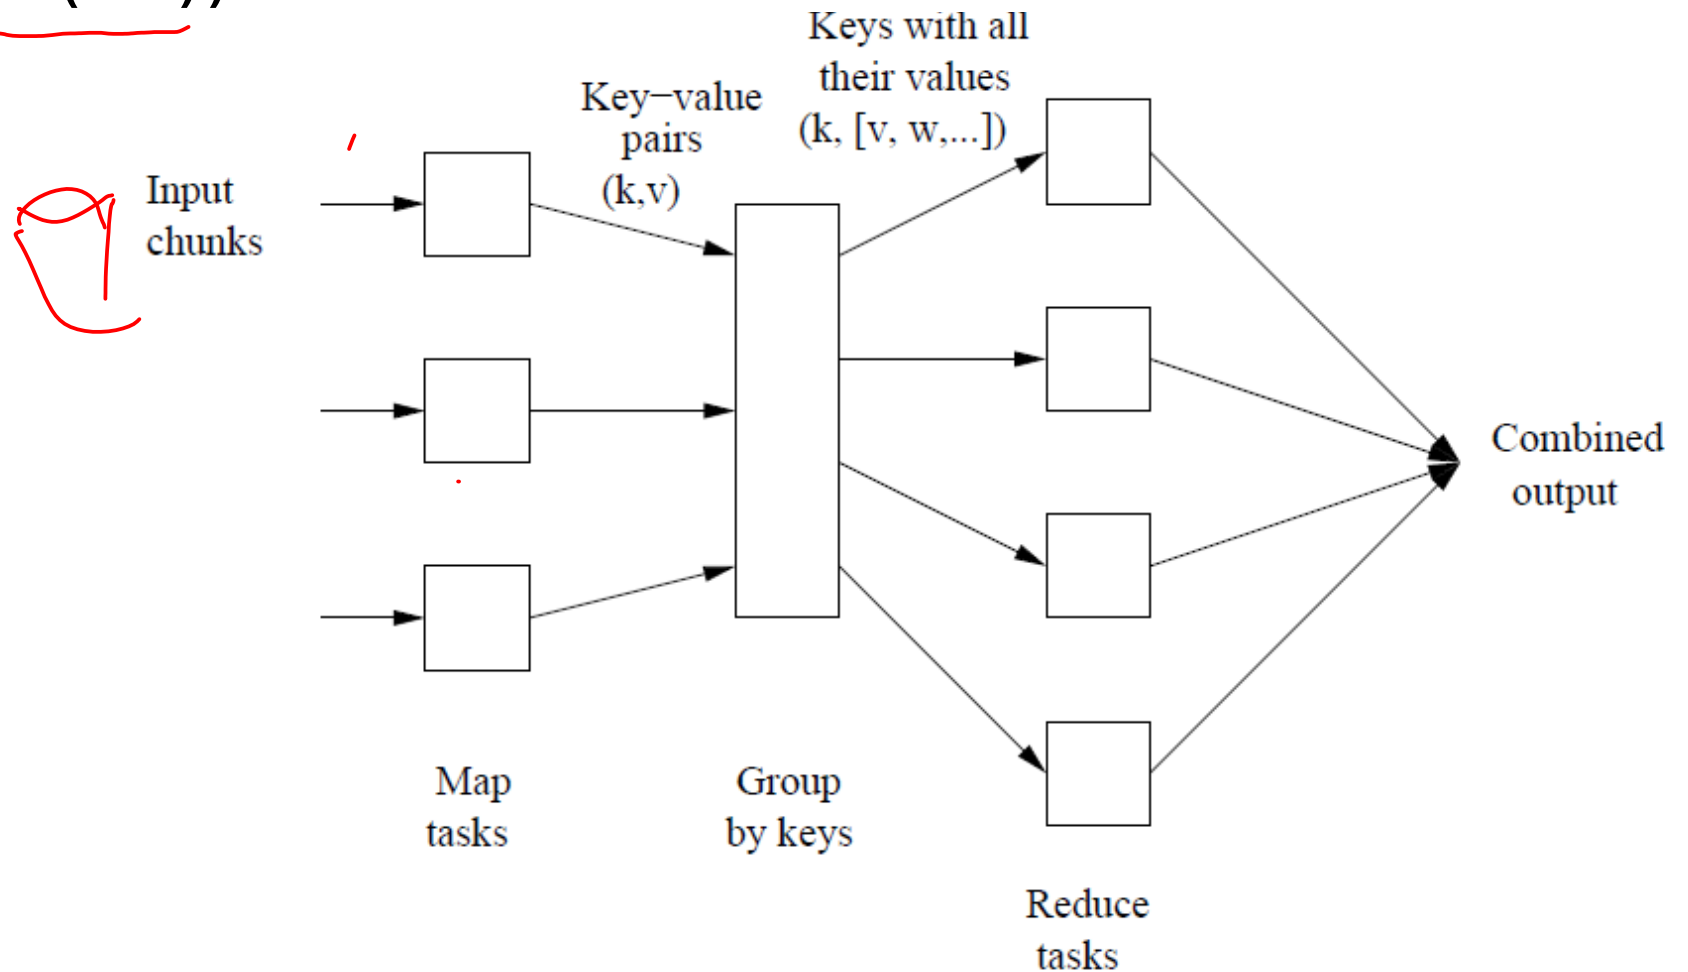 Keys with all
their values
(k, [v, w,...])
Key−value
pairs
(k,v)
Input
chunks
Combined
output
Map
tasks
Group
by keys
Reduce
tasks